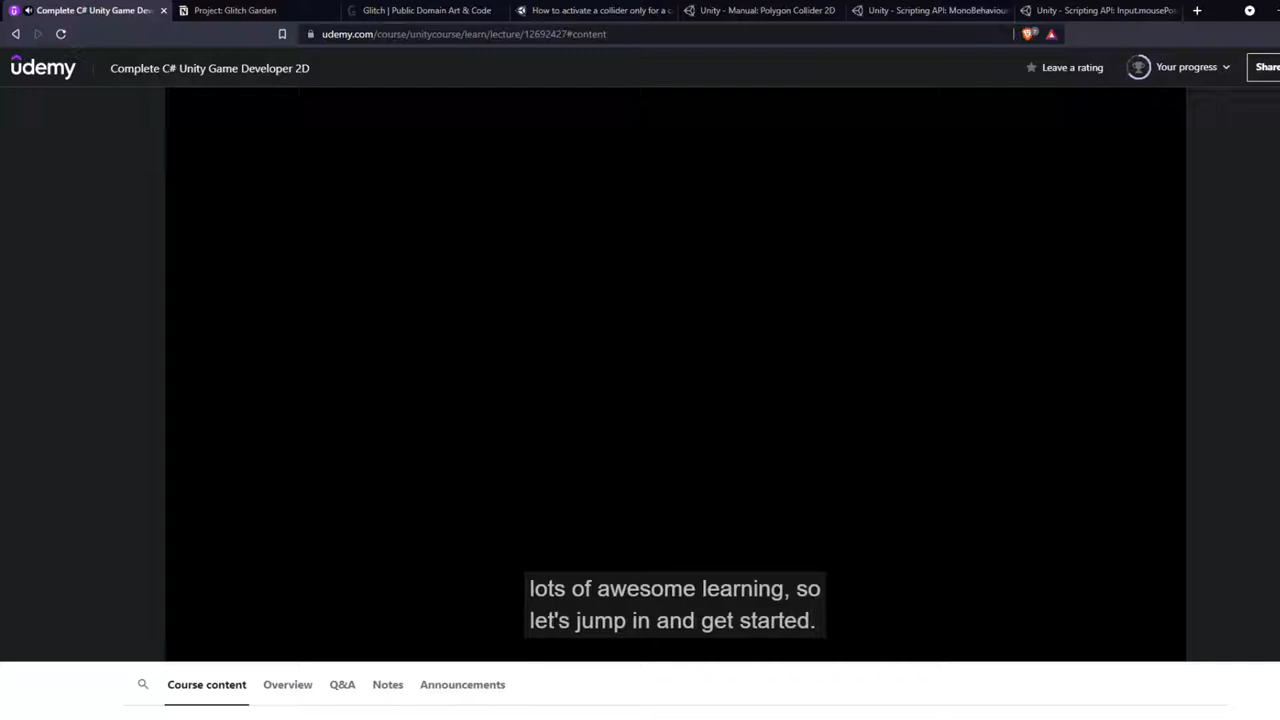 Complete C# Unity Game Dev
Project: Glitch Garden
Glitch | Public Domain Art & Code
How to activate a collider only for a c
Unity - Manual: Polygon Collider 2D
Unity - Scripting API: MonoBehaviour
Unity - Scripting API: Input.mousePos
udemy.com/course/unitycourse/learn/lecture/12692427#content
udemy
Complete C# Unity Game Developer 2D
Leave a rating
Your progress
Share
lots of awesome learning, so
let's jump in and get started.
Course content
Overview
Q&A
Notes
Announcements